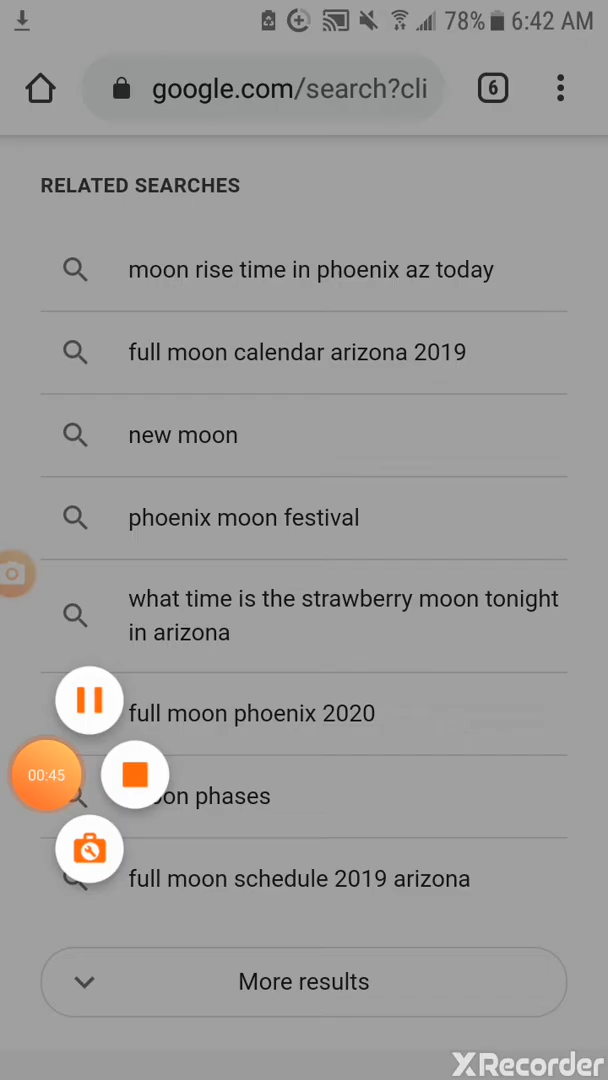 78% 6:42 AM
google.com/search?cli 6
RELATED SEARCHES
moon rise time in phoenix az today
full moon calendar arizona 2019
new moon
phoenix moon festival
what time is the strawberry moon tonight
in arizona
full moon phoenix 2020
00:45
oon phases
full moon schedule 2019 arizona
More results
XRecorder